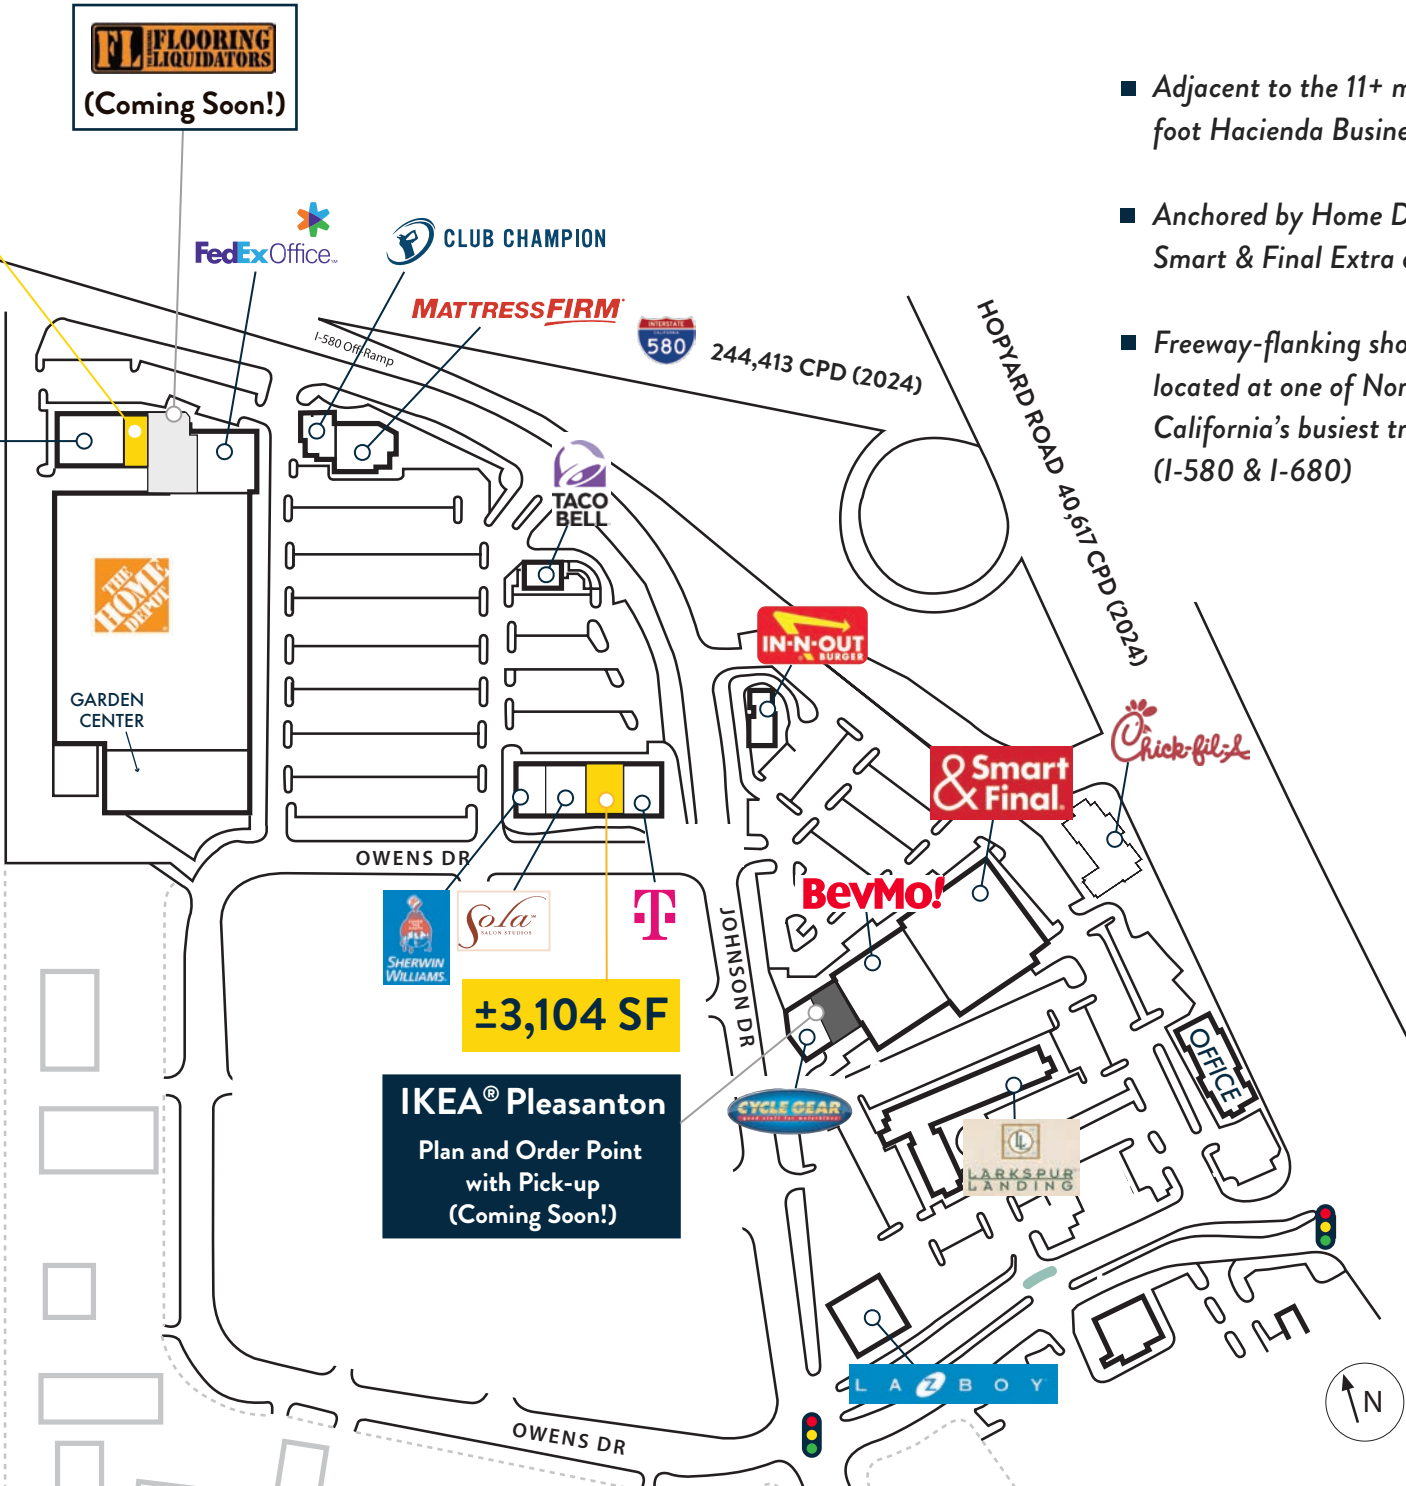 FL FLOORING
LIQUIDATORS
(Coming Soon!)
Adjacent to the 11+ m
foot Hacienda Busine
Anchored by Home D
Smart & Final Extra
Freeway-flanking sho
located at one of Nor
California's busiest tr
(I-580 & I-680)
FedEx Office
CLUB CHAMPION
MATTRESSFIRM
I-580 Off-Ramp
INTERSTATE
CALIFORNIA
580
244,413 CPD (2024)
HOPYARD ROAD 40,617 CPD (2024)
TACO
BELL
THE
HOME
DEPOT
GARDEN
CENTER
IN-N-OUT
BURGER
Chick-fil-A
&Smart
Final.
OWENS DR
BevMo!
SHERWIN
WILLIAMS.
Sola
SALON STUDIOS
T
JOHNSON DR
±3,104 SF
OFFICE
IKEA® Pleasanton
Plan and Order Point
with Pick-up
(Coming Soon!)
CYCLE GEAR
LL
LARKSPUR
LANDING
LA Z BOY
OWENS DR
N